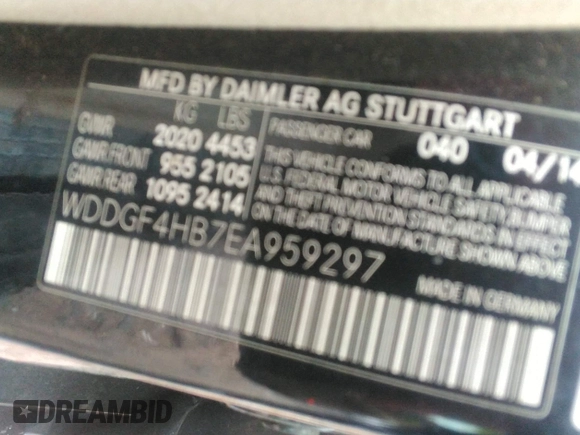 MFD BY DAIMLER AG STUTTGART
KG LBS
GVWR 2020 4453
GAWR FRONT 955 2105
GAWR REAR 1095 2414
PASSENGER CAR 040 04/14
THIS VEHICLE CONFORMS TO ALL APPLICABLE
U.S. FEDERAL MOTOR VEHICLE SAFETY, BUMPER,
AND THEFT PREVENTION STANDARDS IN
EFFECT ON THE DATE OF MANUFACTURE
SHOWN ABOVE
WDDGF4HB7EA959297
MADE IN GERMANY
DREAMBID